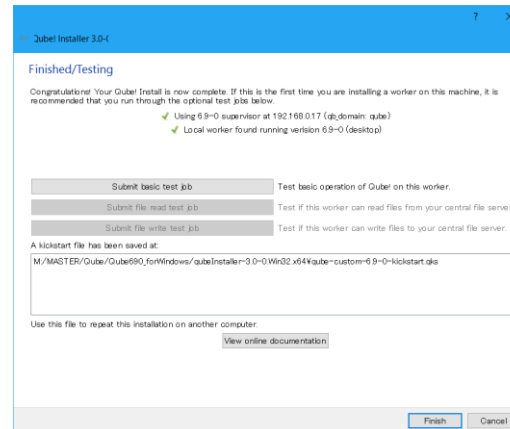 Qube! Installer 3.0-(
Finished/Testing
Congratulations! Your Qube! Install is now complete. If this is the first time you are installing a worker on this machine, it is
recommended that you run through the optional test jobs below.
Using 6.9-0 supervisor at 192.168.0.17 (qb_domain: qube)
Local worker found running verision 6.9-0 (desktop)
Submit basic test job Test basic operation of Qube! on this worker.
Submit file read test job Test if this worker can read files from your central file serve
Submit file write test job Test if this worker can write files to your central file server.
A kickstart file has been saved at:
M:/MASTER/Qube/Qube690_forWindows/qubeInstaller-3.0-0.Win32.x64¥qube-custom-6.9-0-kickstart.qks
Use this file to repeat this installation on another computer.
View online documentation
Finish Cancel